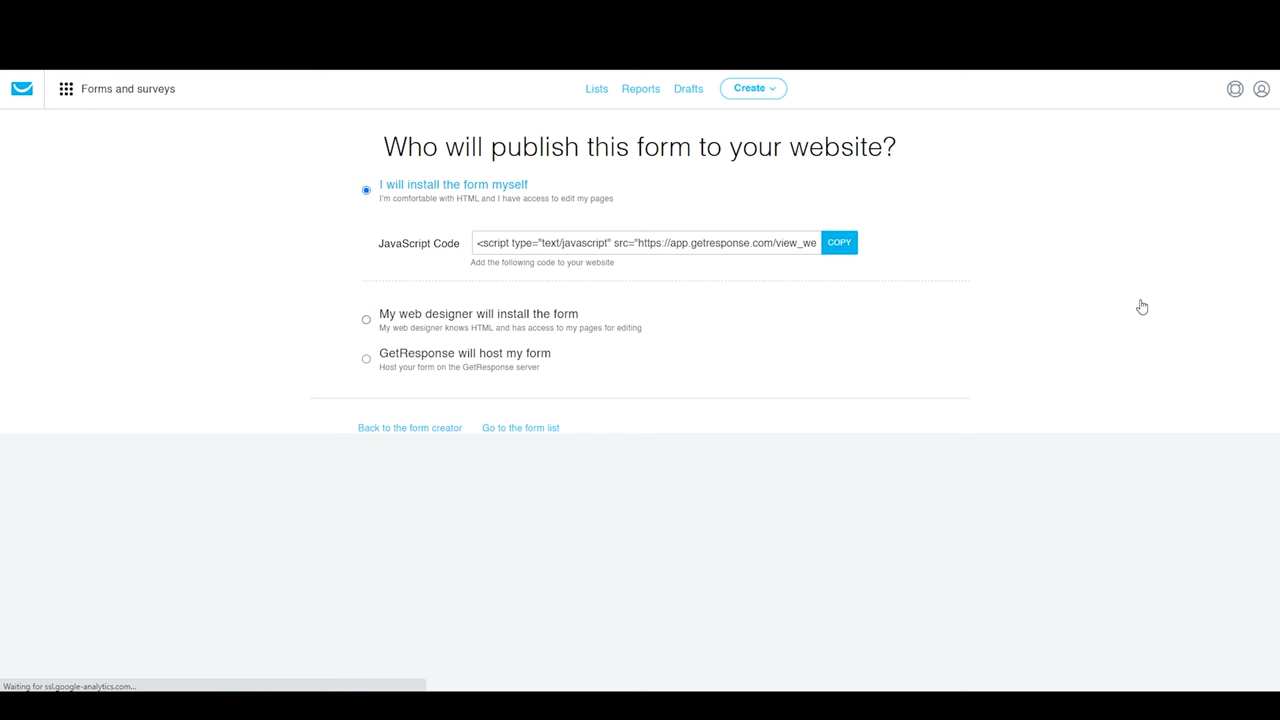 Forms and surveys
Lists
Reports
Drafts
Create
Who will publish this form to your website?
I will install the form myself
I'm comfortable with HTML and I have access to edit my pages
JavaScript Code
<script type="text/javascript" src="https://app.getresponse.com/view_we
COPY
Add the following code to your website
My web designer will install the form
My web designer knows HTML and has access to my pages for editing
GetResponse will host my form
Host your form on the GetResponse server
Back to the form creator
Go to the form list
Waiting for ssl.google-analytics.com...